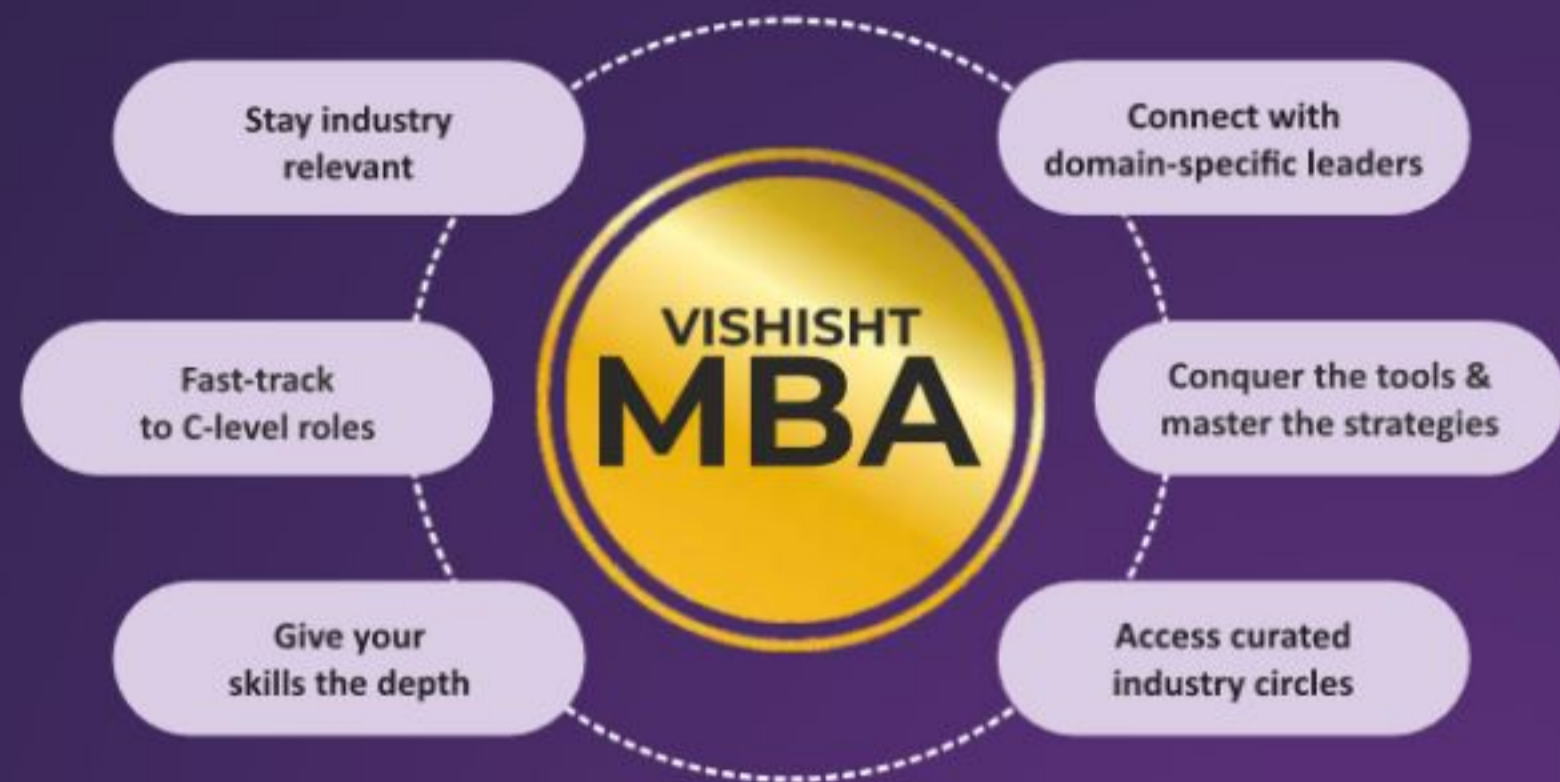 Stay industry
relevant
Connect with
domain-specific leaders
Fast-track
to C-level roles
VISHISHT
MBA
Conquer the tools &
master the strategies
Give your
skills the depth
Access curated
industry circles